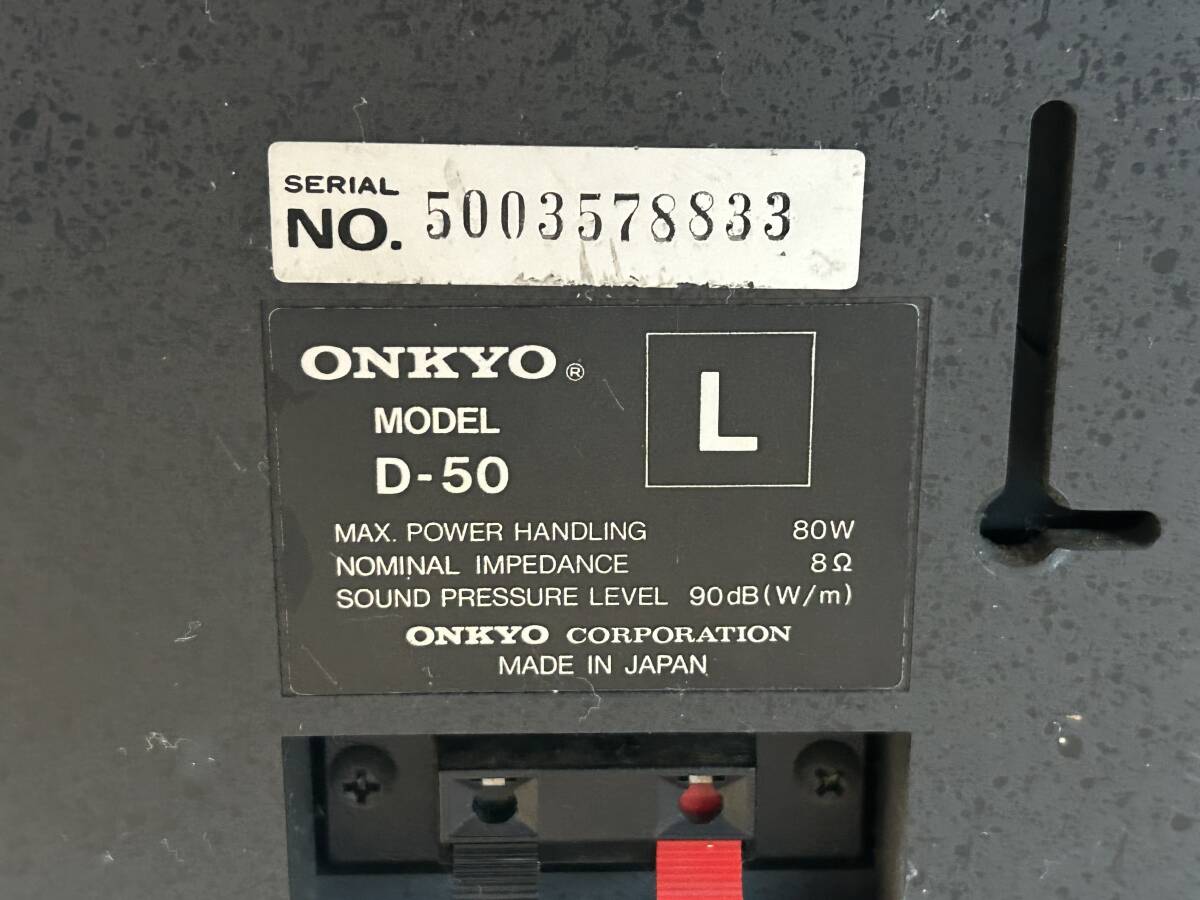 SERIAL
NO. 5003578833
ONKYO®
L
MODEL
D-50
MAX. POWER HANDLING 80W
NOMINAL IMPEDANCE 8Ω
SOUND PRESSURE LEVEL 90dB(W/m)
ONKYO CORPORATION
MADE IN JAPAN